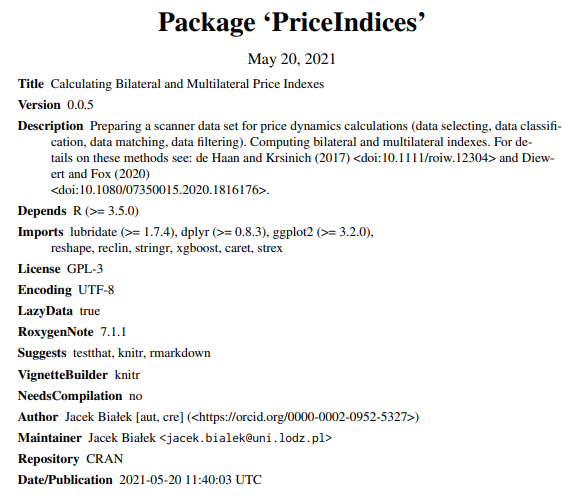 Package ‘PriceIndices’
May 20, 2021
Title Calculating Bilateral and Multilateral Price Indexes
Version 0.0.5
Description Preparing a scanner data set for price dynamics calculations (data selecting, data classifi-
cation, data matching, data filtering). Computing bilateral and multilateral indexes. For de-
tails on these methods see: de Haan and Krsinich (2017) <doi:10.1111/roiw.12304> and Diew-
ert and Fox (2020)
<doi:10.1080/07350015.2020.1816176>.
Depends R (>= 3.5.0)
Imports lubridate (>= 1.7.4), dplyr (>= 0.8.3), ggplot2 (>= 3.2.0),
reshape, reclin, stringr, xgboost, caret, strex
License GPL-3
Encoding UTF-8
LazyData true
RoxygenNote 7.1.1
Suggests testthat, knitr, rmarkdown
VignetteBuilder knitr
NeedsCompilation no
Author Jacek Białek [aut, cre] (<https://orcid.org/0000-0002-0952-5327>)
Maintainer Jacek Białek <jacek.bialek@uni.lodz.pl>
Repository CRAN
Date/Publication 2021-05-20 11:40:03 UTC